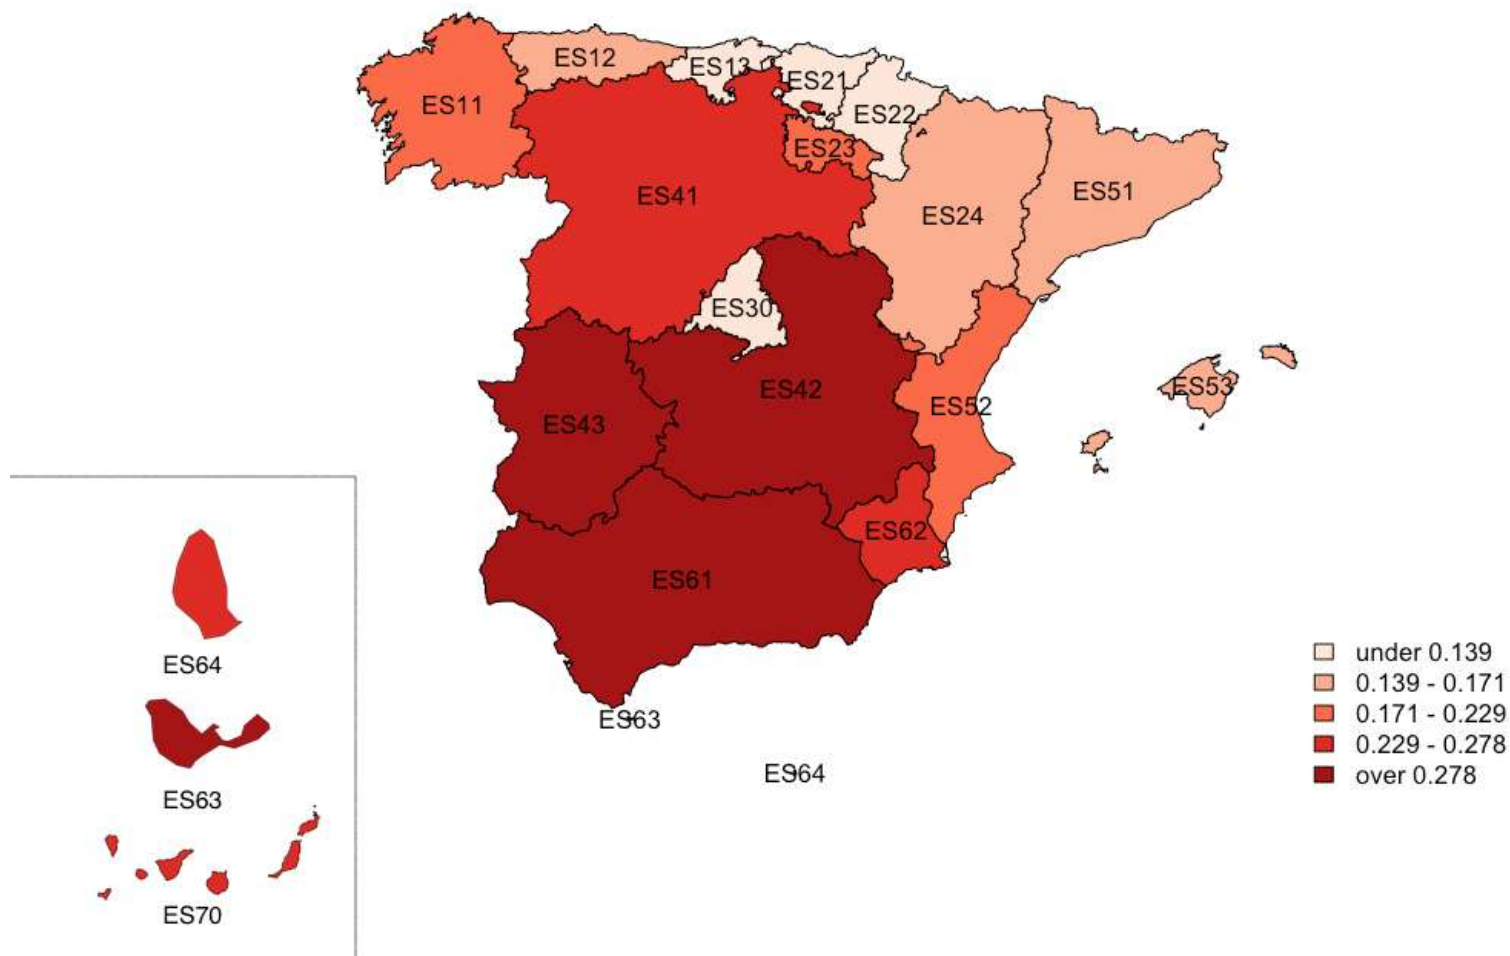 ES12
ES13
ES21
ES11
ES22
ES23
ES41
ES51
ES24
ES30
ES42
ES53
ES52
ES43
ES62
ES61
ES64
ES63
ES64
ES63
ES70
under 0.139
0.139 - 0.171
0.171 - 0.229
0.229 - 0.278
over 0.278